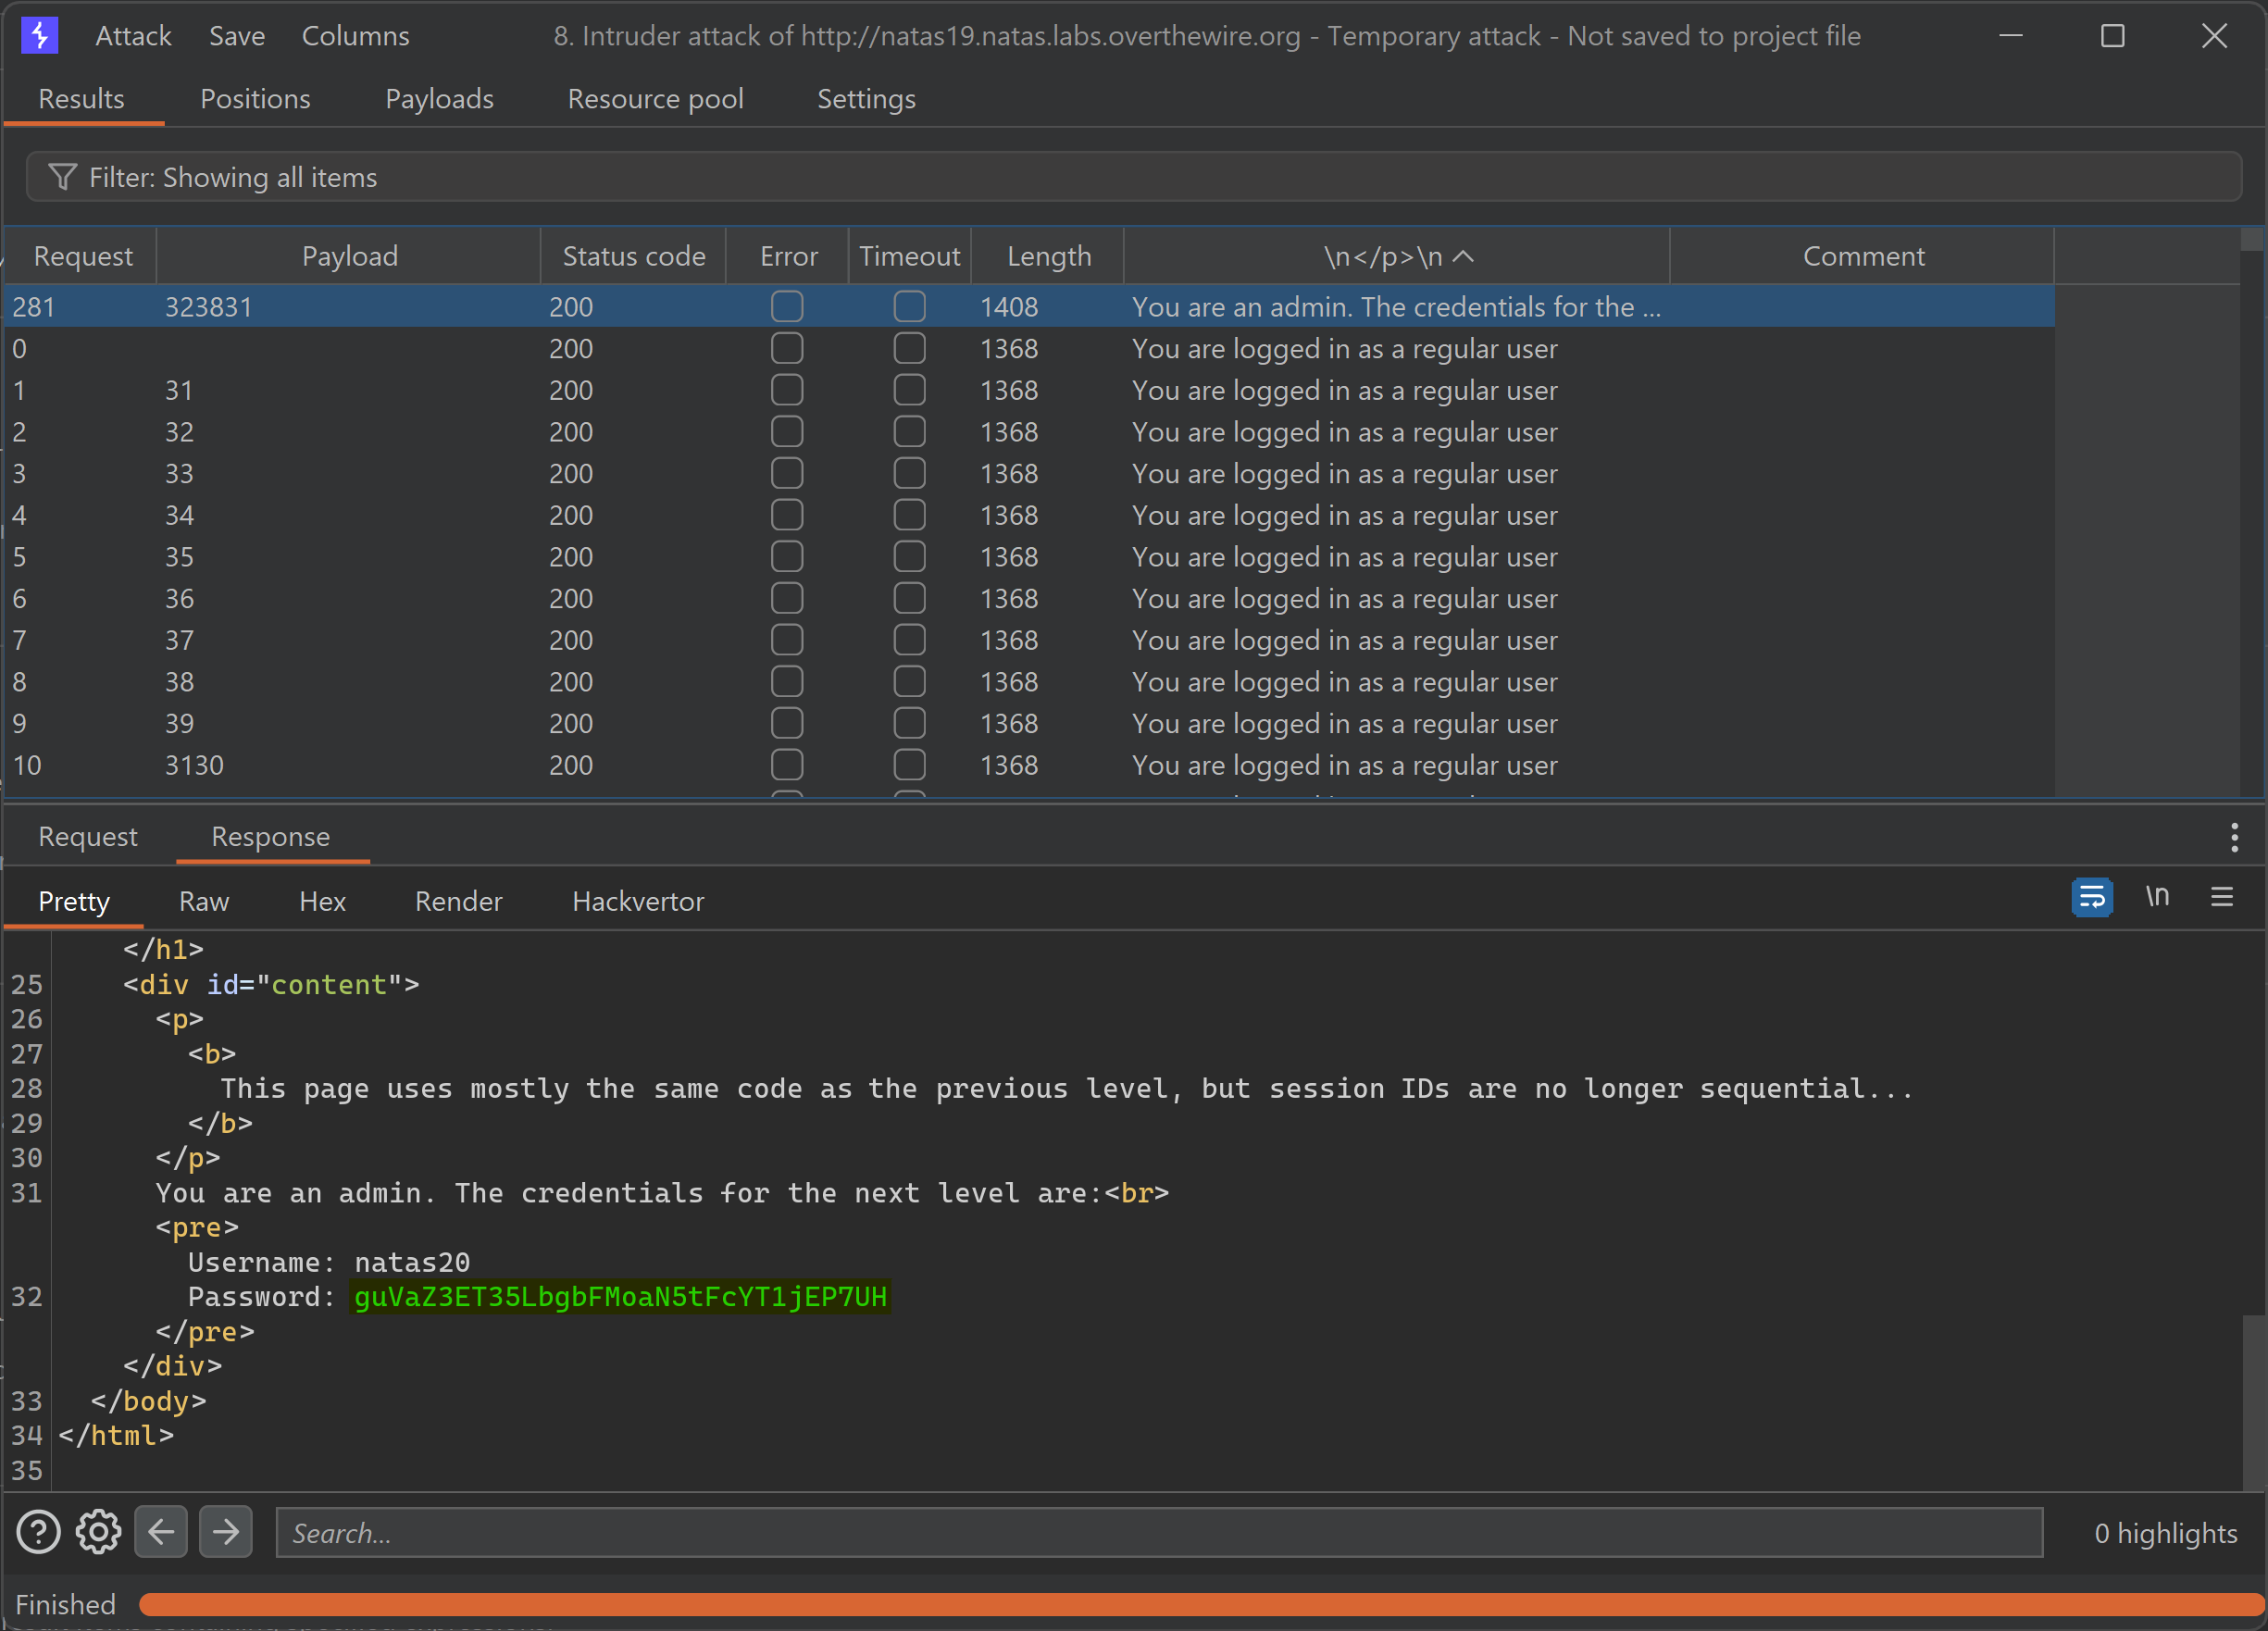 Attack Save Columns 8. Intruder attack of http://natas19.natas.labs.overthewire.org - Temporary attack - Not saved to project file
Results Positions Payloads Resource pool Settings
Filter: Showing all items
Request Payload Status code Error Timeout Length \n</p>\n Comment
281 323831 200 1408 You are an admin. The credentials for the ...
0 200 1368 You are logged in as a regular user
1 31 200 1368 You are logged in as a regular user
2 32 200 1368 You are logged in as a regular user
3 33 200 1368 You are logged in as a regular user
4 34 200 1368 You are logged in as a regular user
5 35 200 1368 You are logged in as a regular user
6 36 200 1368 You are logged in as a regular user
7 37 200 1368 You are logged in as a regular user
8 38 200 1368 You are logged in as a regular user
9 39 200 1368 You are logged in as a regular user
10 3130 200 1368 You are logged in as a regular user
Request Response
Pretty Raw Hex Render Hackvertor \n
</h1>
25 <div id="content">
26 <p>
27 <b>
28 This page uses mostly the same code as the previous level, but session IDs are no longer sequential...
29 </b>
30 </p>
31 You are an admin. The credentials for the next level are:<br>
<pre>
Username: natas20
32 Password: guVaZ3ET35LbgbFMoaN5tFcYT1jEP7UH
</pre>
</div>
33 </body>
34 </html>
35
Search... 0 highlights
Finished